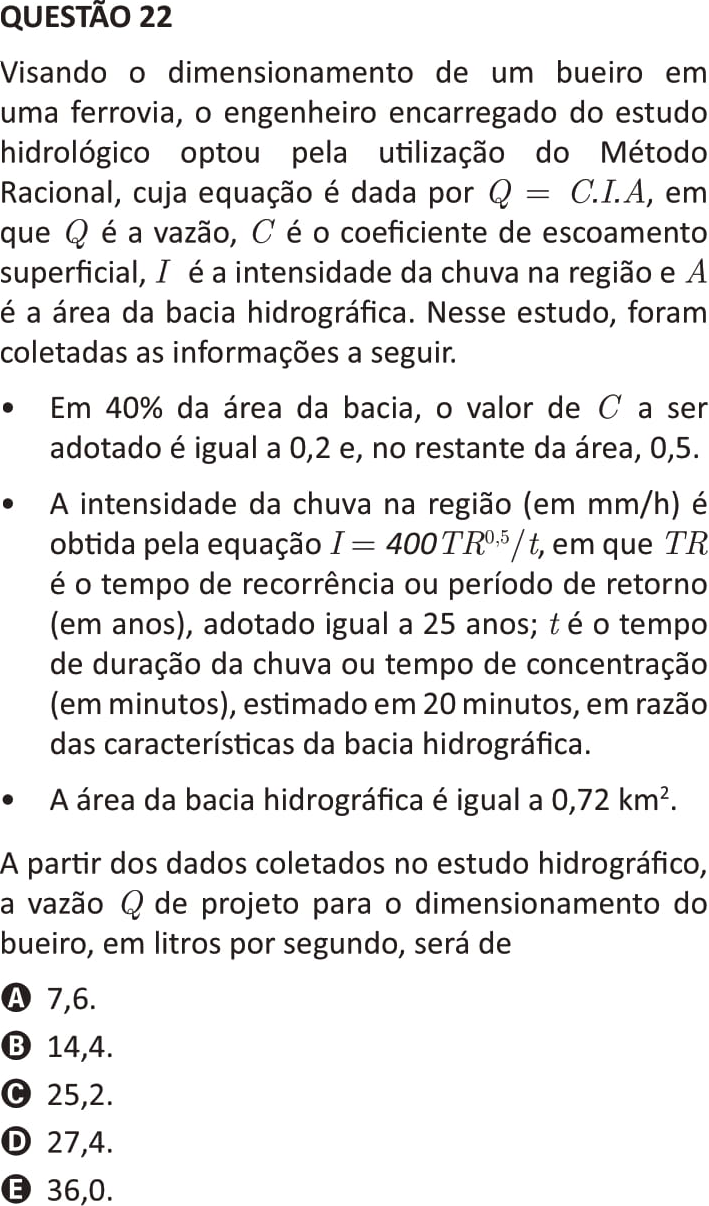 QUESTÃO 22
Visando o dimensionamento de um bueiro em
uma ferrovia, o engenheiro encarregado do estudo
hidrológico optou pela utilização do Método
Racional, cuja equação é dada por Q = C.I.A, em
que Q é a vazão, C é o coeficiente de escoamento
superficial, I é a intensidade da chuva na região e A
é a área da bacia hidrográfica. Nesse estudo, foram
coletadas as informações a seguir.
• Em 40% da área da bacia, o valor de C a ser
adotado é igual a 0,2 e, no restante da área, 0,5.
• A intensidade da chuva na região (em mm/h) é
obtida pela equação I = 400TR^0,5/t, em que TR
é o tempo de recorrência ou período de retorno
(em anos), adotado igual a 25 anos; t é o tempo
de duração da chuva ou tempo de concentração
(em minutos), estimado em 20 minutos, em razão
das características da bacia hidrográfica.
• A área da bacia hidrográfica é igual a 0,72 km².
A partir dos dados coletados no estudo hidrográfico,
a vazão Q de projeto para o dimensionamento do
bueiro, em litros por segundo, será de
A 7,6.
B 14,4.
C 25,2.
D 27,4.
E 36,0.